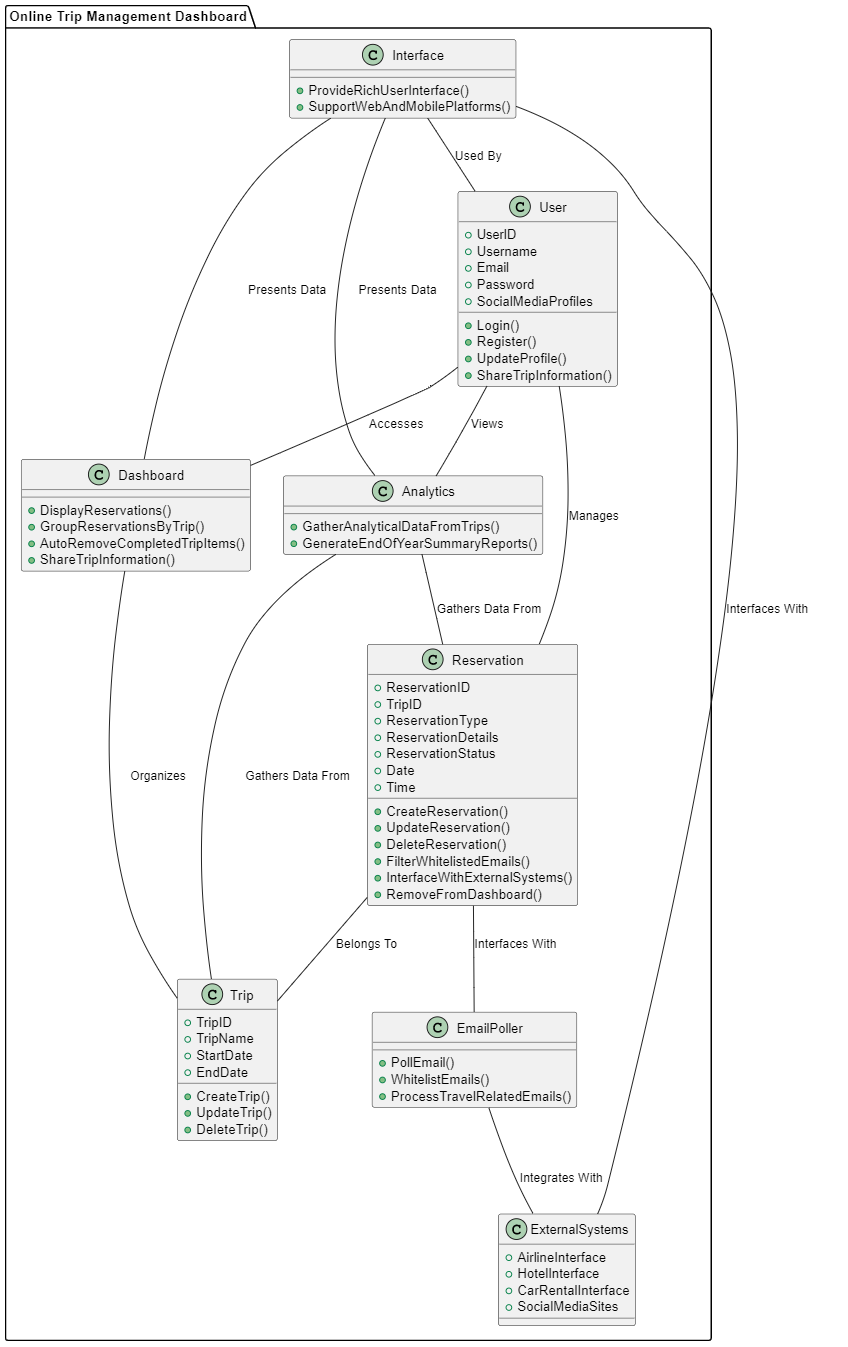 Online Trip Management Dashboard
C Interface
ProvideRichUserInterface()
SupportWebAndMobilePlatforms()
Used By
C User
UserID
Username
Email
Password
SocialMediaProfiles
Login()
Register()
UpdateProfile()
ShareTripInformation()
Presents Data
Presents Data
Accesses
Views
C Dashboard
DisplayReservations()
GroupReservationsByTrip()
AutoRemoveCompletedTripItems()
ShareTripInformation()
C Analytics
GatherAnalyticalDataFromTrips()
GenerateEndOfYearSummaryReports()
Manages
Gathers Data From
Interfaces With
C Reservation
ReservationID
TripID
ReservationType
ReservationDetails
ReservationStatus
Date
Time
CreateReservation()
UpdateReservation()
DeleteReservation()
FilterWhitelistedEmails()
InterfaceWithExternalSystems()
RemoveFromDashboard()
Organizes
Gathers Data From
Belongs To
Interfaces With
C Trip
TripID
TripName
StartDate
EndDate
CreateTrip()
UpdateTrip()
DeleteTrip()
C EmailPoller
PollEmail()
WhitelistEmails()
ProcessTravelRelatedEmails()
Integrates With
C ExternalSystems
AirlineInterface
HotelInterface
CarRentalInterface
SocialMediaSites